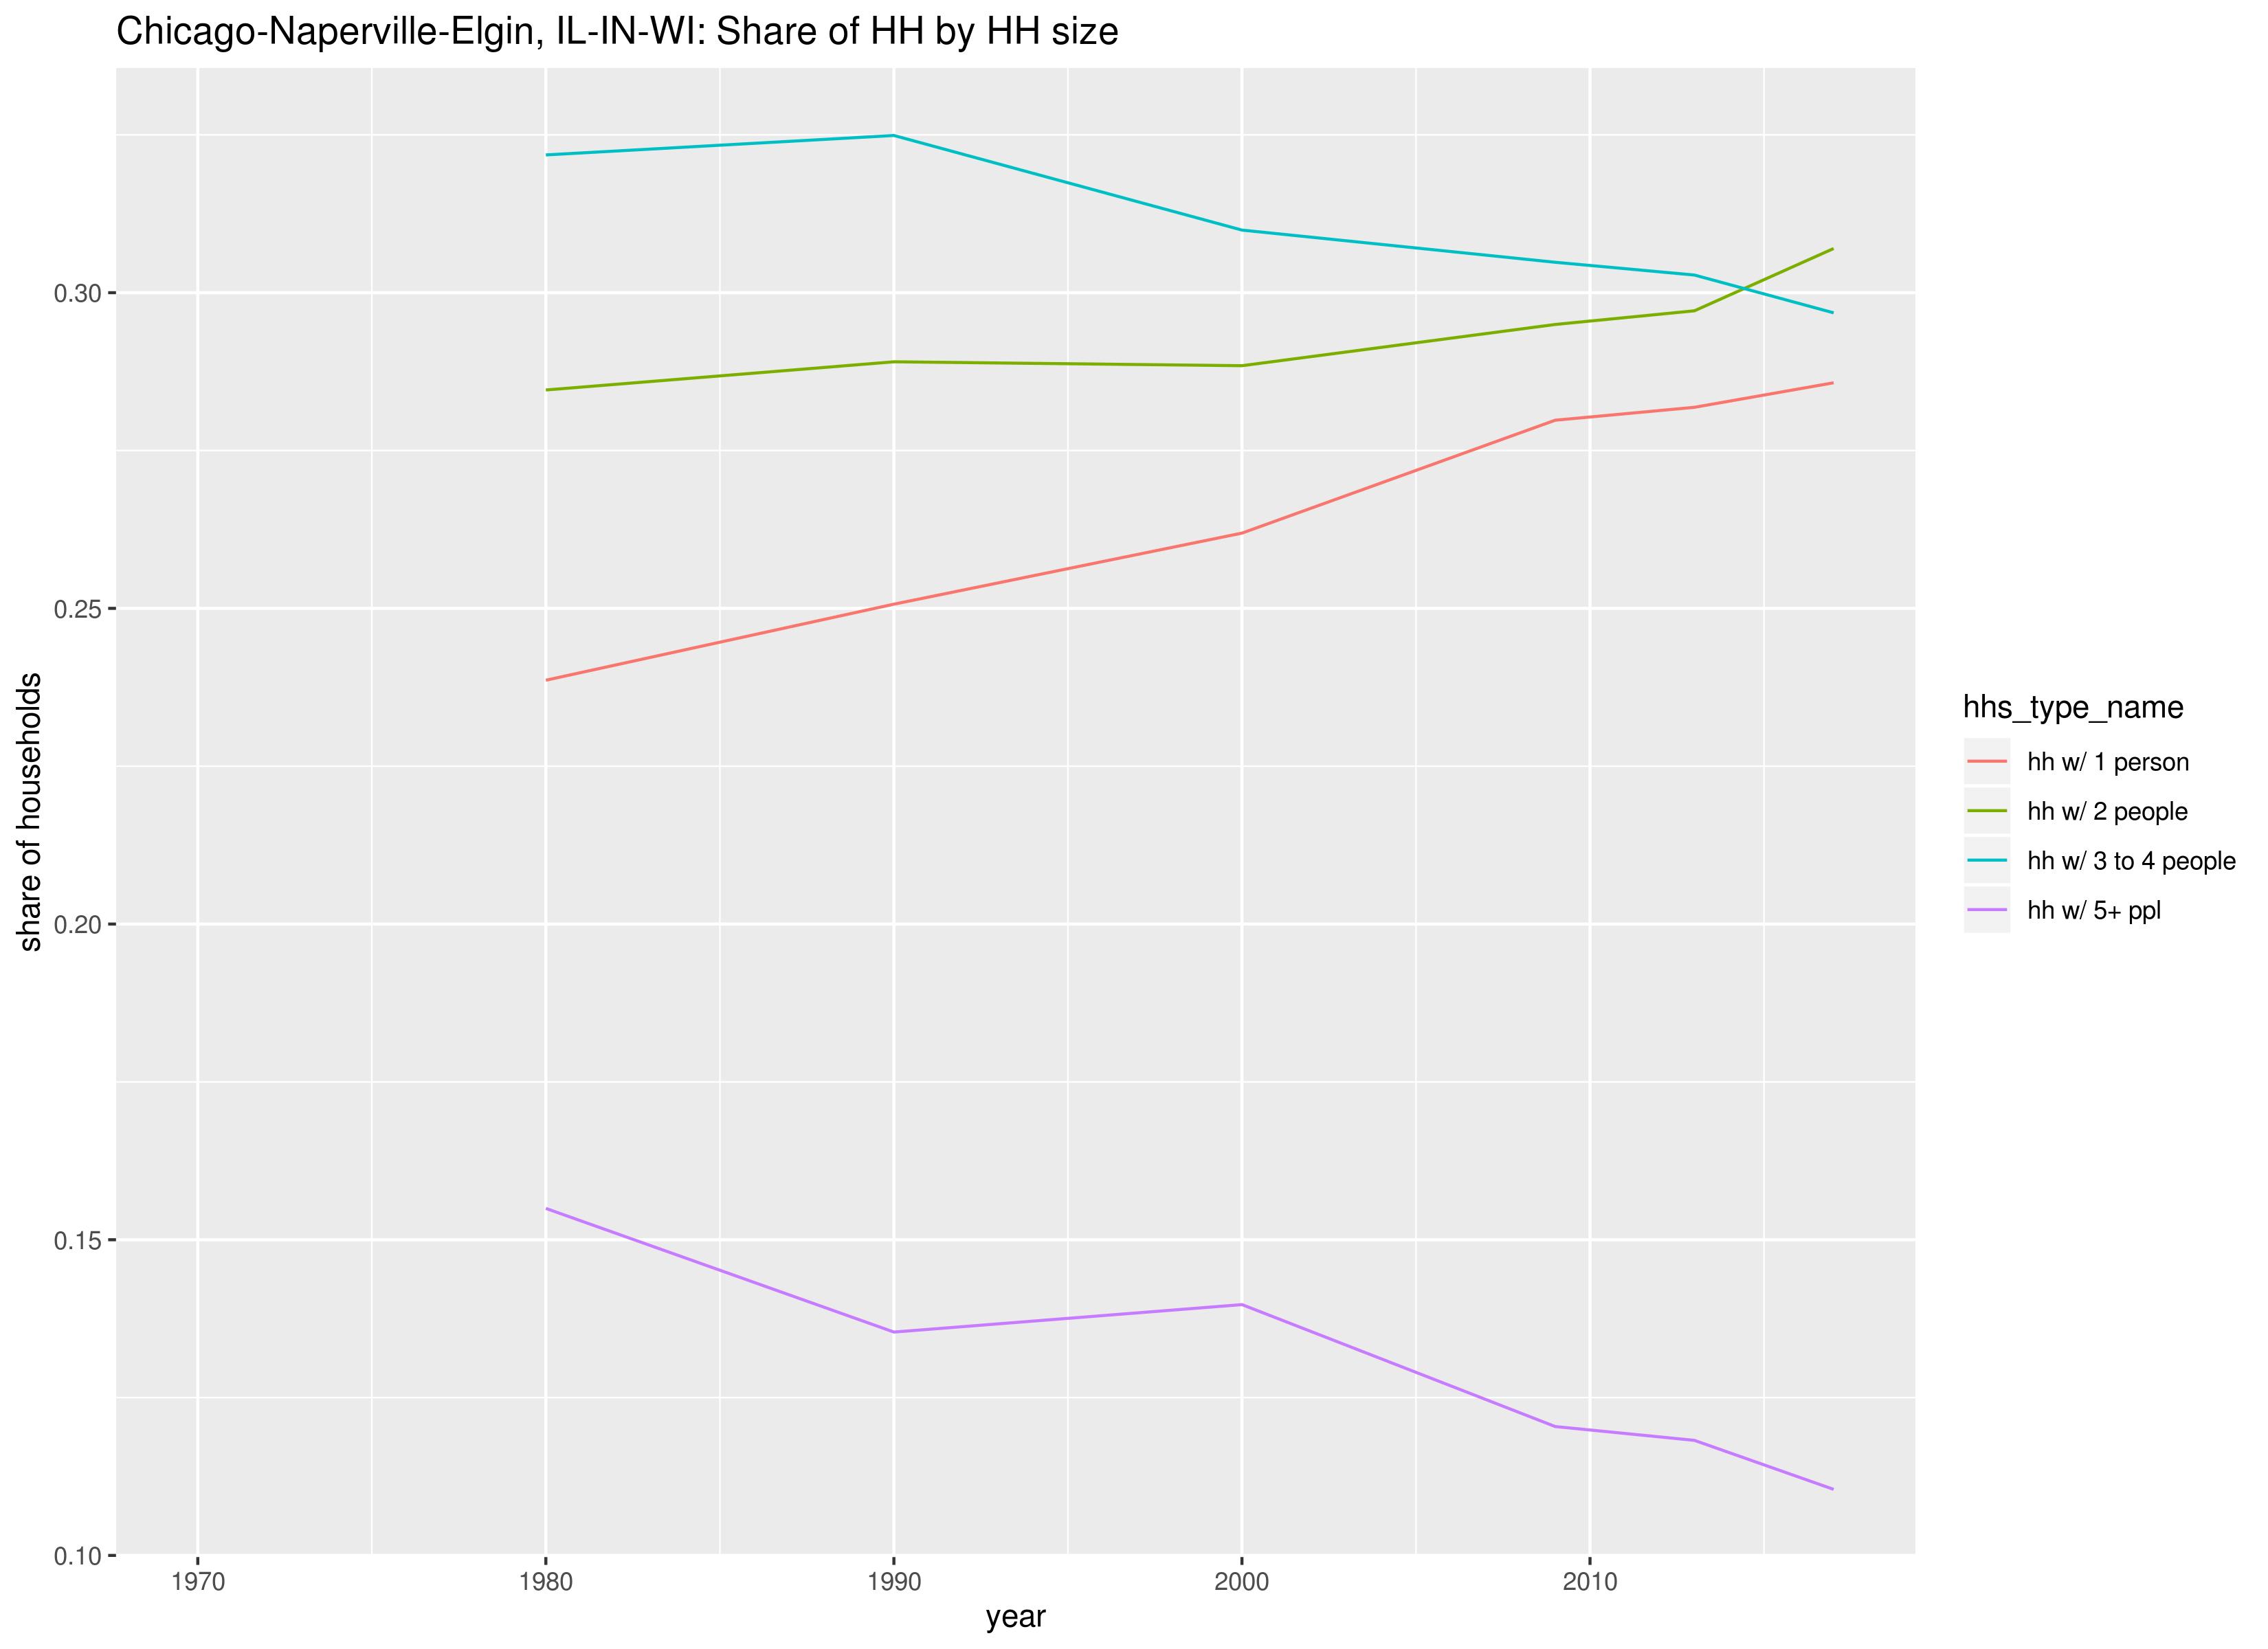 Chicago-Naperville-Elgin, IL-IN-WI: Share of HH by HH size
share of households
0.30
0.25
0.20
0.15
0.10
1970 1980 1990 2000 2010
year
hhs_type_name
hh w/ 1 person
hh w/ 2 people
hh w/ 3 to 4 people
hh w/ 5+ ppl